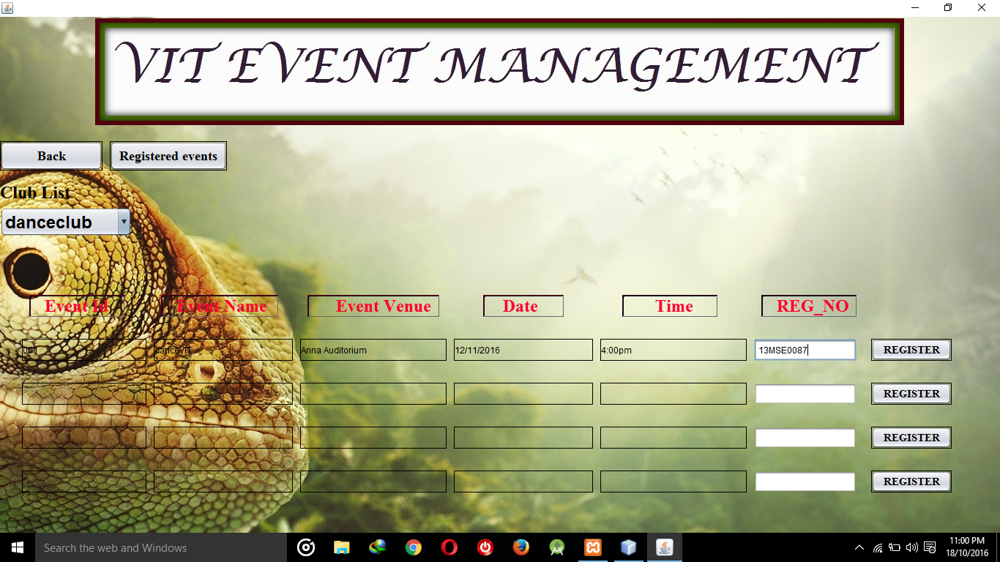 VIT EVENT MANAGEMENT
Back Registered events
Club List
danceclub
Event Id Event Name Event Venue Date Time REG_NO
001 danceVIT Anna Auditorium 12/11/2016 4:00pm 13MSE0087 REGISTER
REGISTER
REGISTER
REGISTER
Search the web and Windows
11:00 PM
18/10/2016